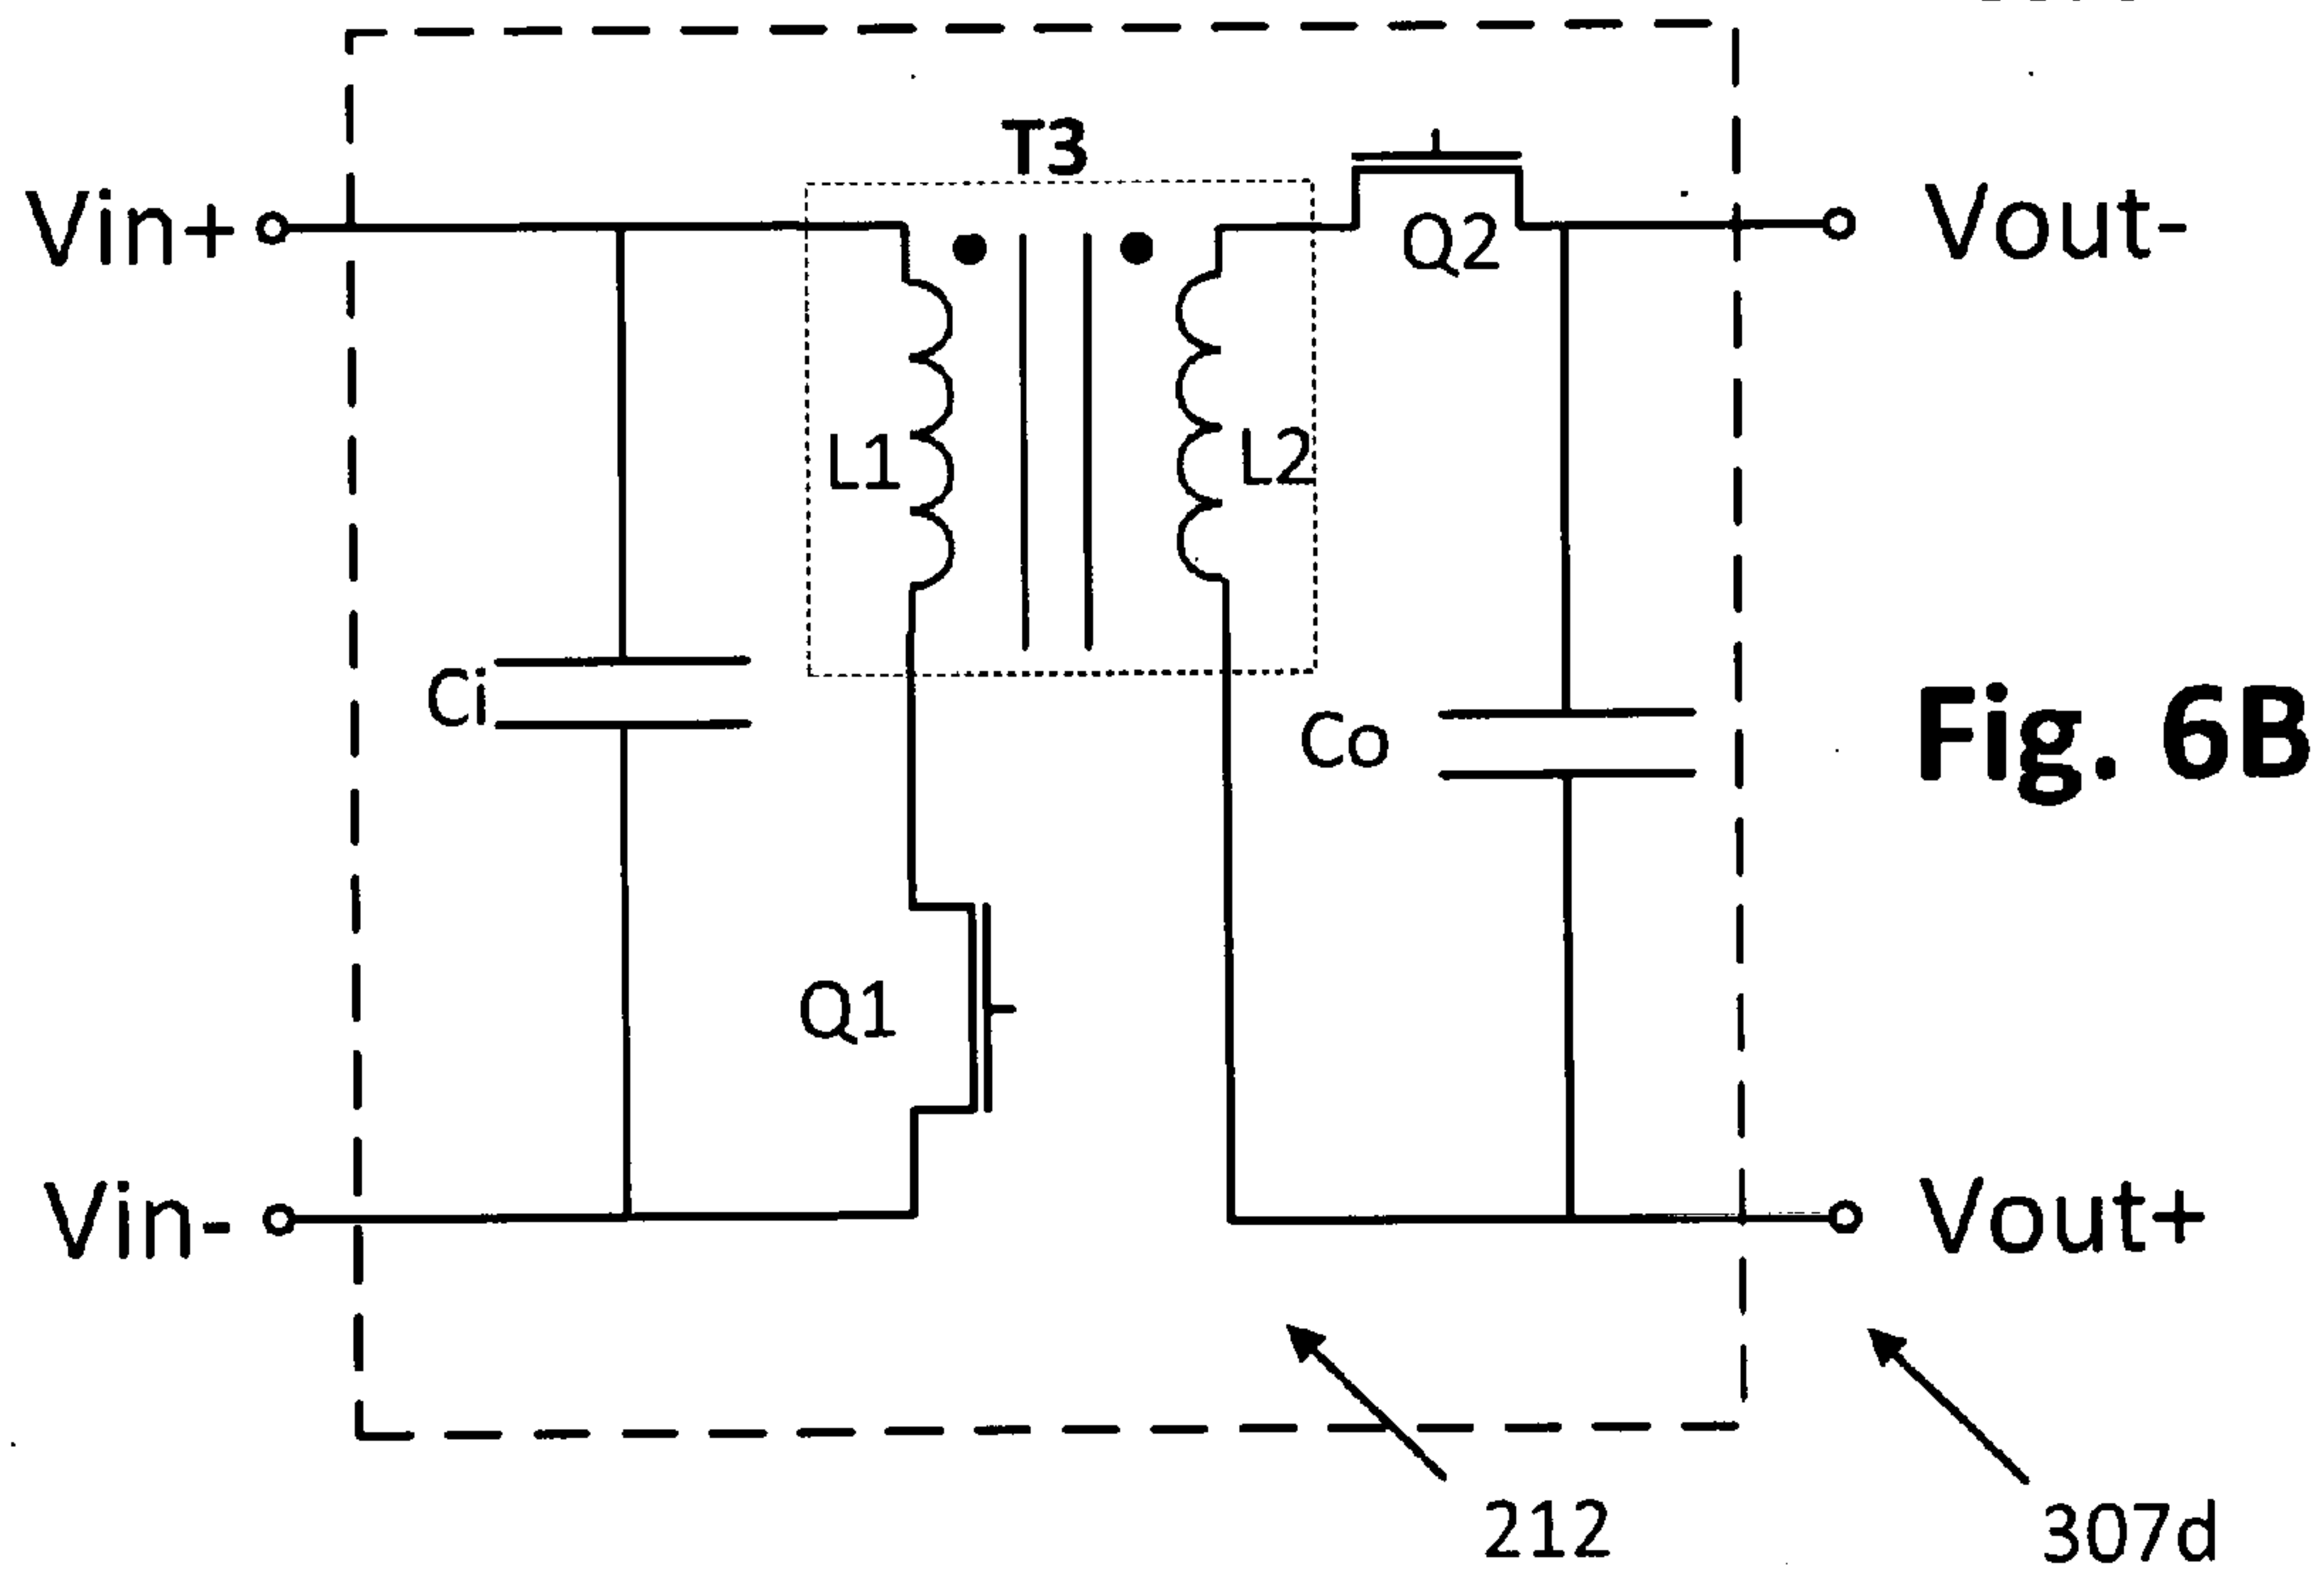 T3
Vin+
Q2
Vout-
L1
L2
Ci
Co
Fig. 6B
Q1
Vin-
Vout+
212
307d